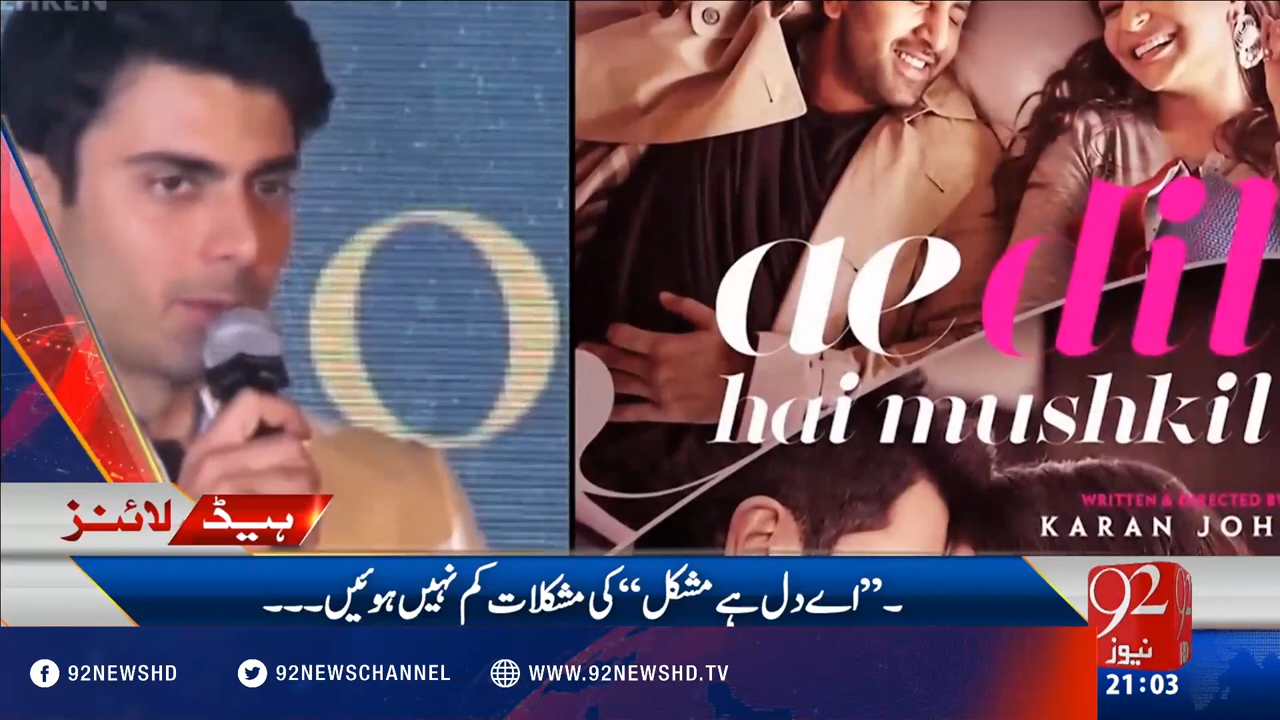 O
ae dil
hai mushkil
WRITTEN & DIRECTED BY
KARAN JOH
ہیڈ لائنز
۔”اے دل ہے مشکل“ کی مشکلات کم نہیں ہوئیں۔۔۔
92
نیوز
21:03
92NEWSHD
92NEWSCHANNEL
WWW.92NEWSHD.TV